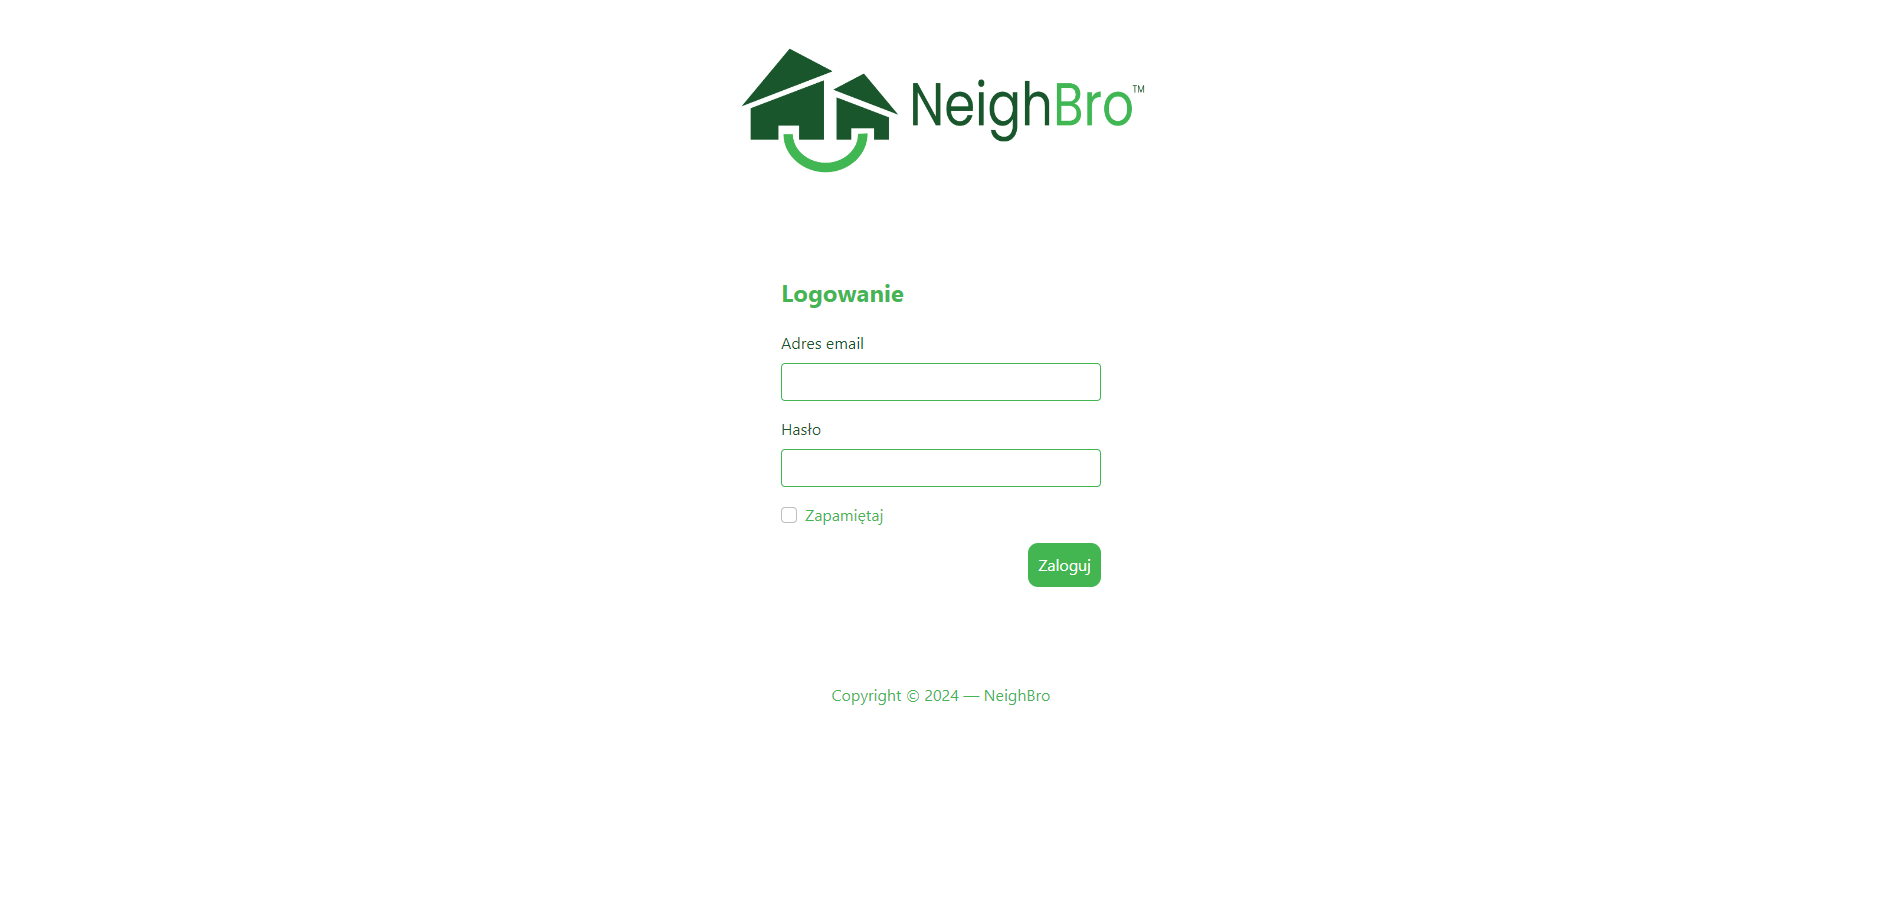 NeighBro™
Logowanie
Adres email
Hasło
Zapamiętaj
Zaloguj
Copyright © 2024 — NeighBro